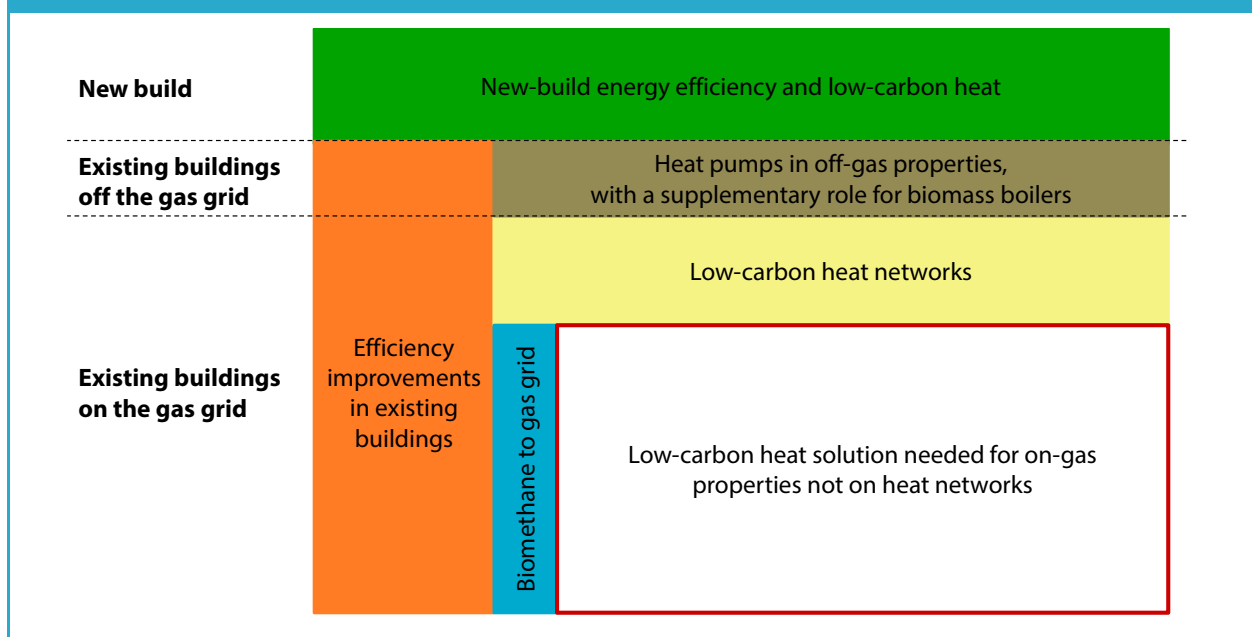 New build
New-build energy efficiency and low-carbon heat
Existing buildings
off the gas grid
Heat pumps in off-gas properties,
with a supplementary role for biomass boilers
Low-carbon heat networks
Existing buildings
on the gas grid
Efficiency
improvements
in existing
buildings
Biomethane to gas grid
Low-carbon heat solution needed for on-gas
properties not on heat networks